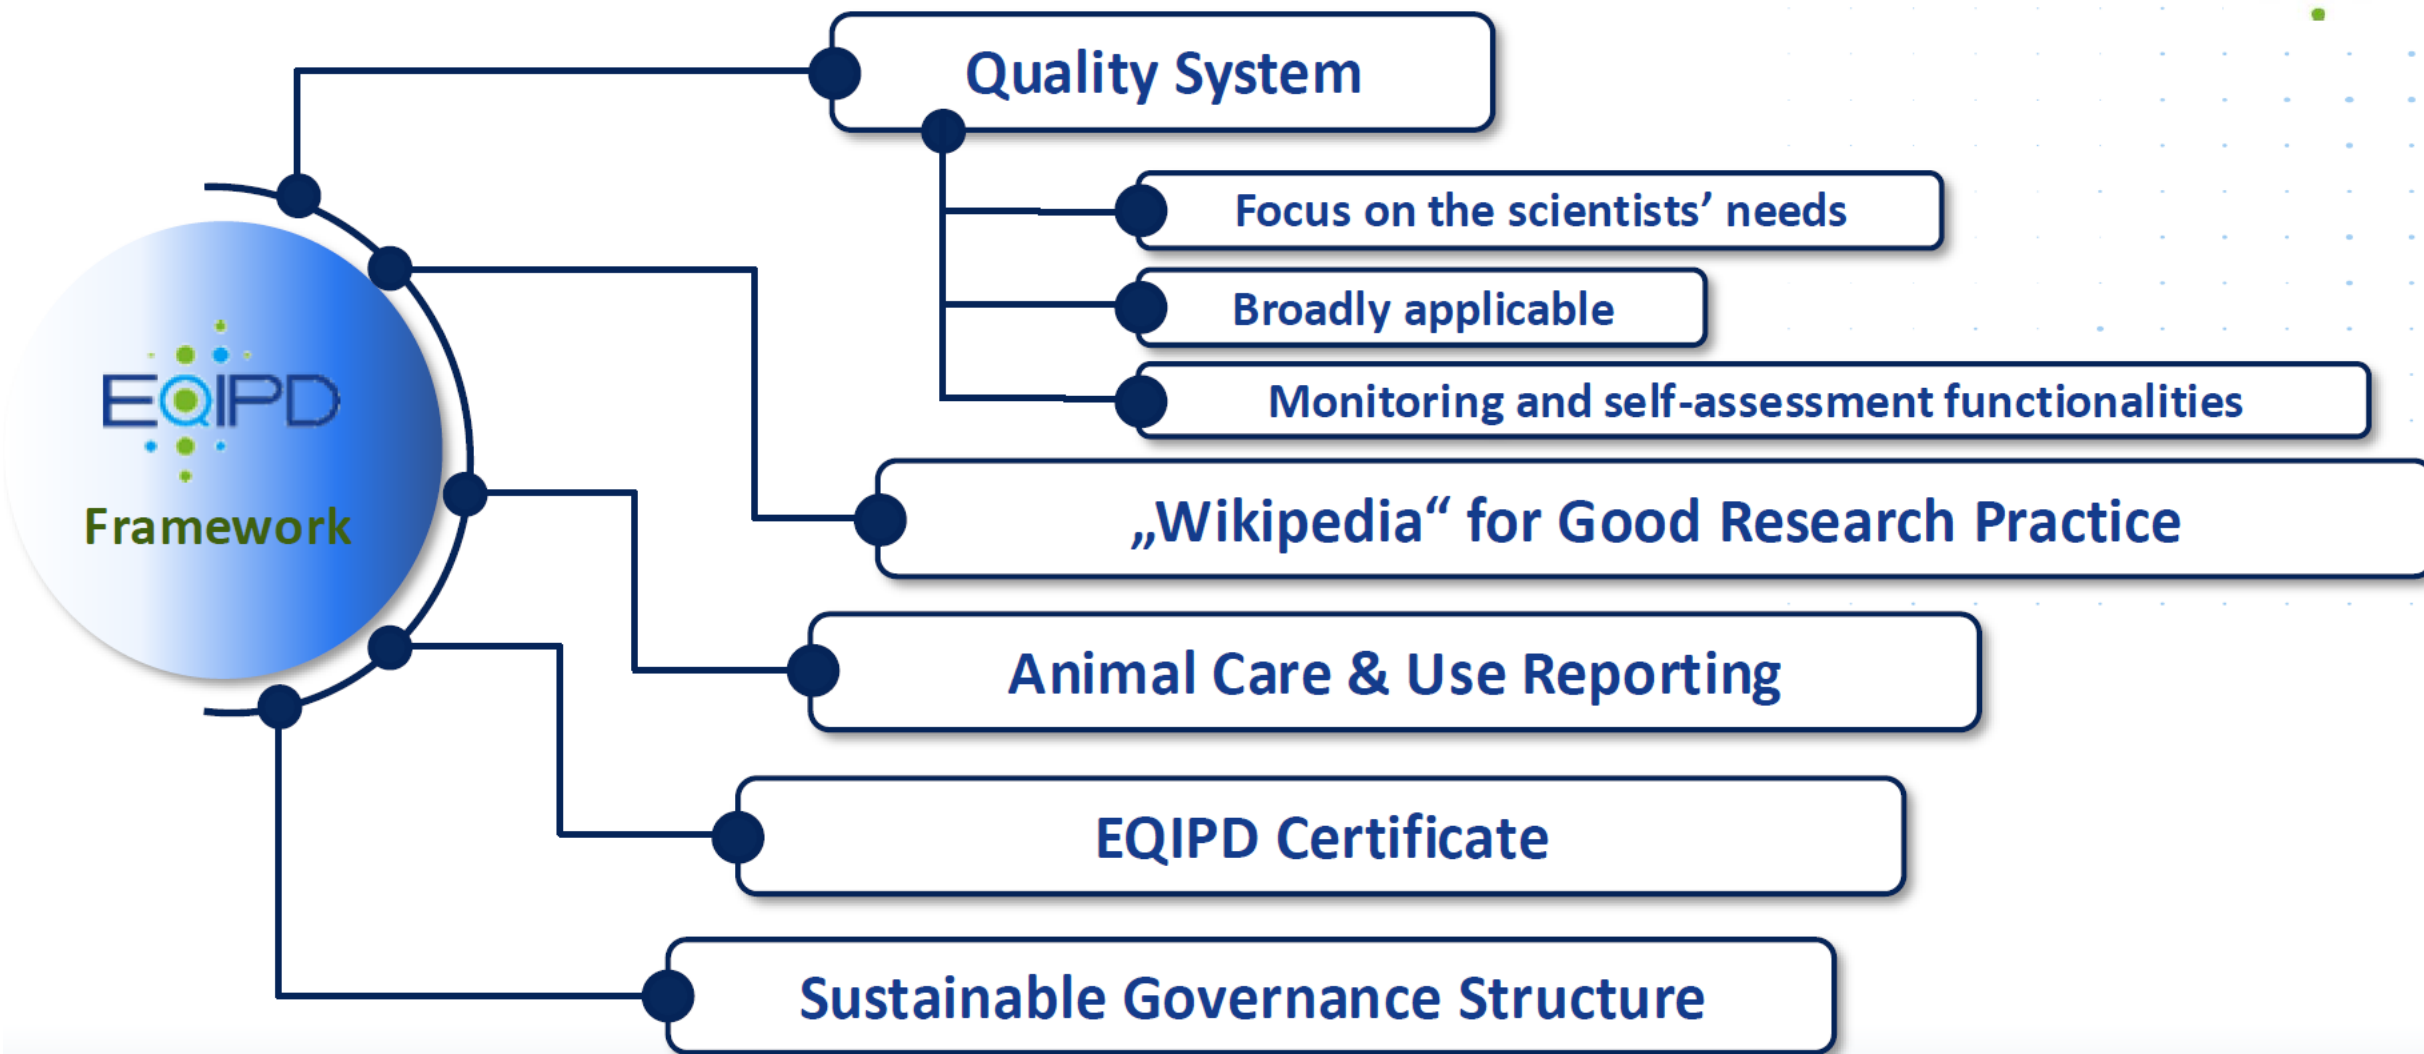 Quality System
Focus on the scientists’ needs
Broadly applicable
Monitoring and self-assessment functionalities
EQIPD
Framework
„Wikipedia“ for Good Research Practice
Animal Care & Use Reporting
EQIPD Certificate
Sustainable Governance Structure